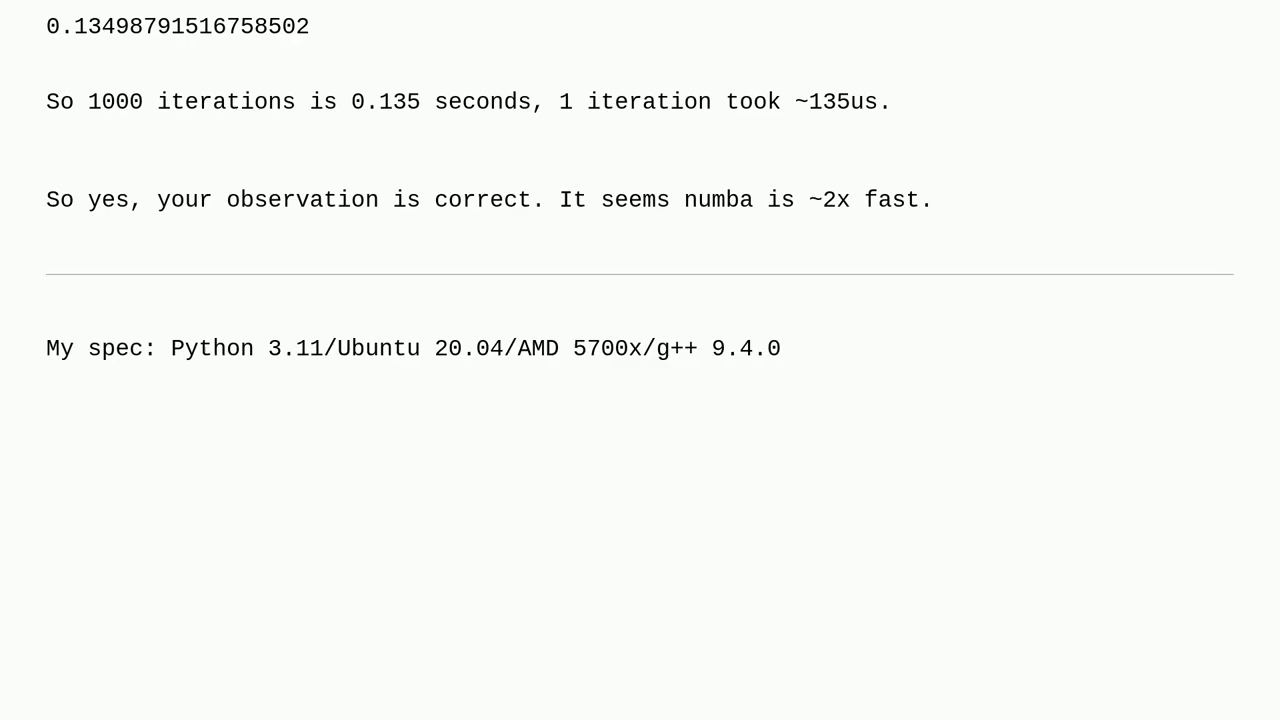 0.13498791516758502
So 1000 iterations is 0.135 seconds, 1 iteration took ~135us.
So yes, your observation is correct. It seems numba is ~2x fast.
My spec: Python 3.11/Ubuntu 20.04/AMD 5700x/g++ 9.4.0